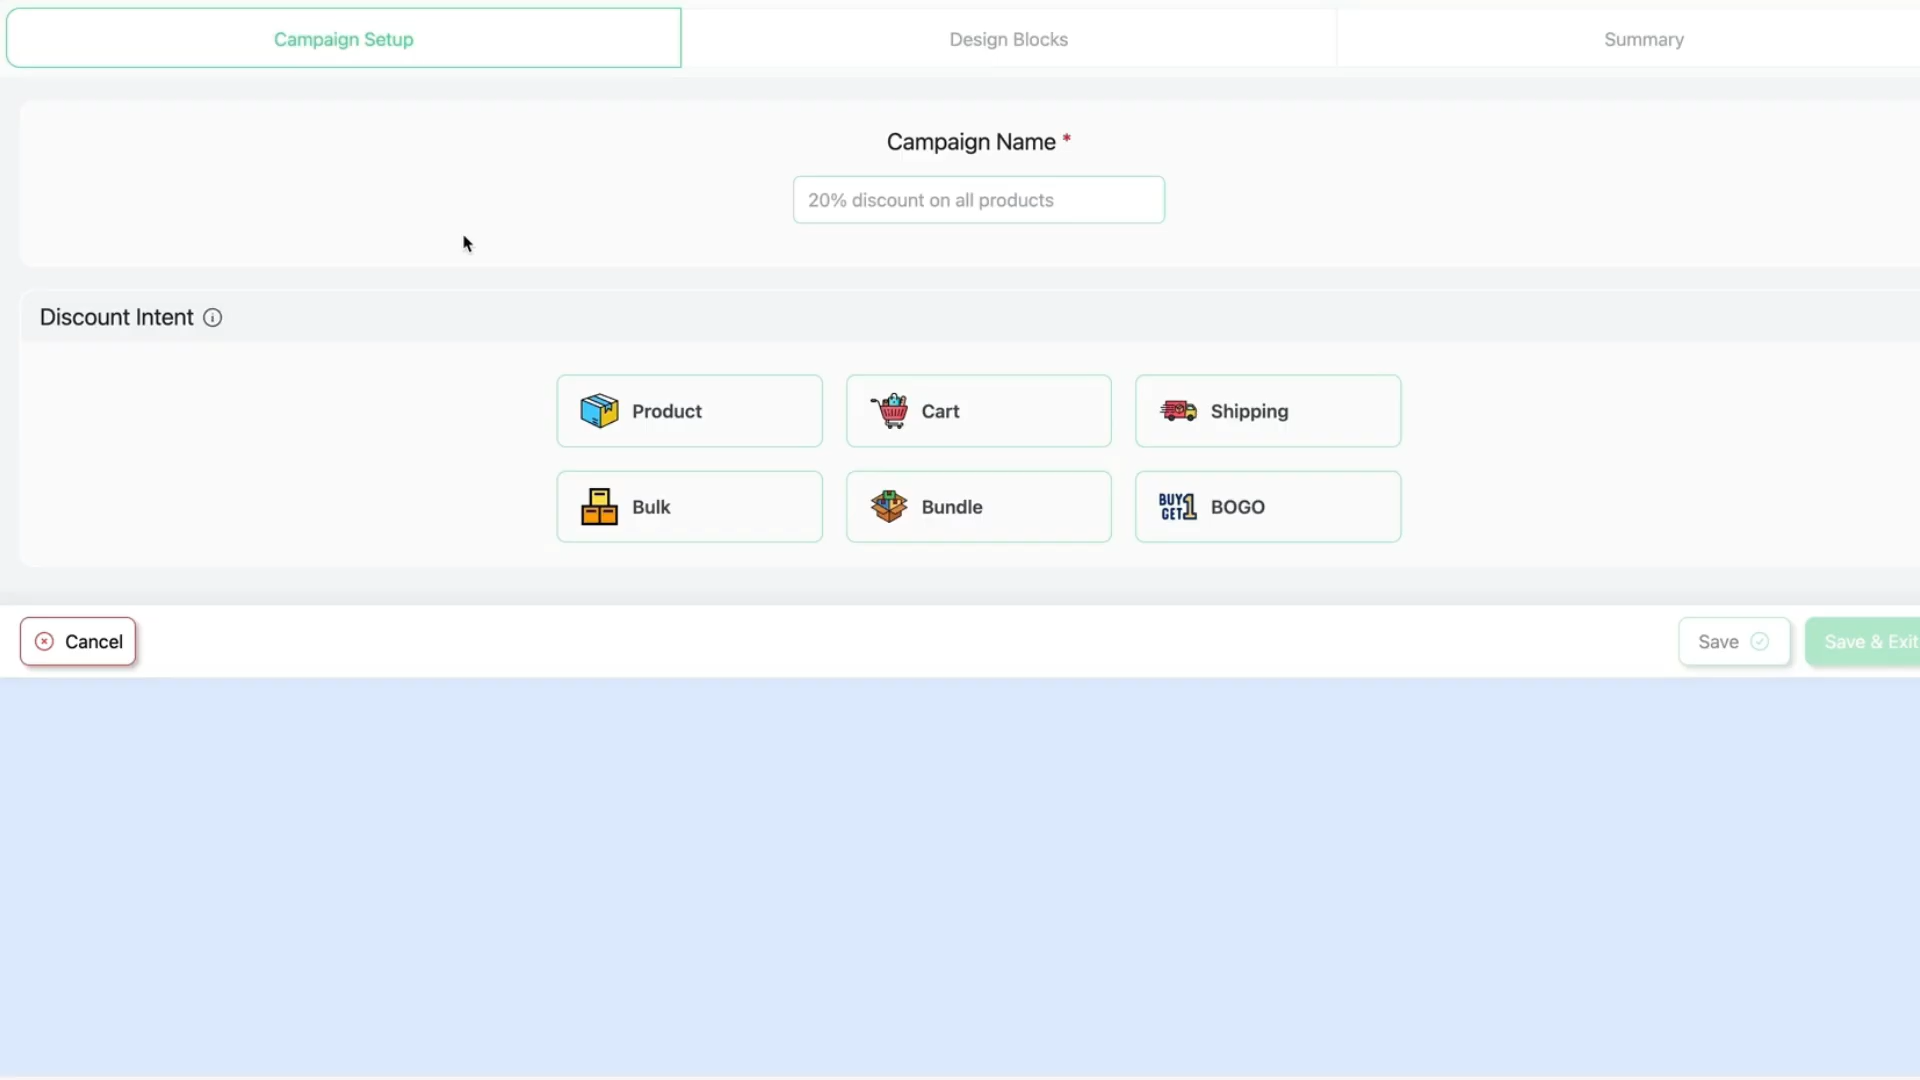 Campaign Setup
Design Blocks
Summary
Campaign Name *
20% discount on all products
Discount Intent
Product
Cart
Shipping
Bulk
Bundle
BUY 1
GET
BOGO
Cancel
Save
Save & Exit